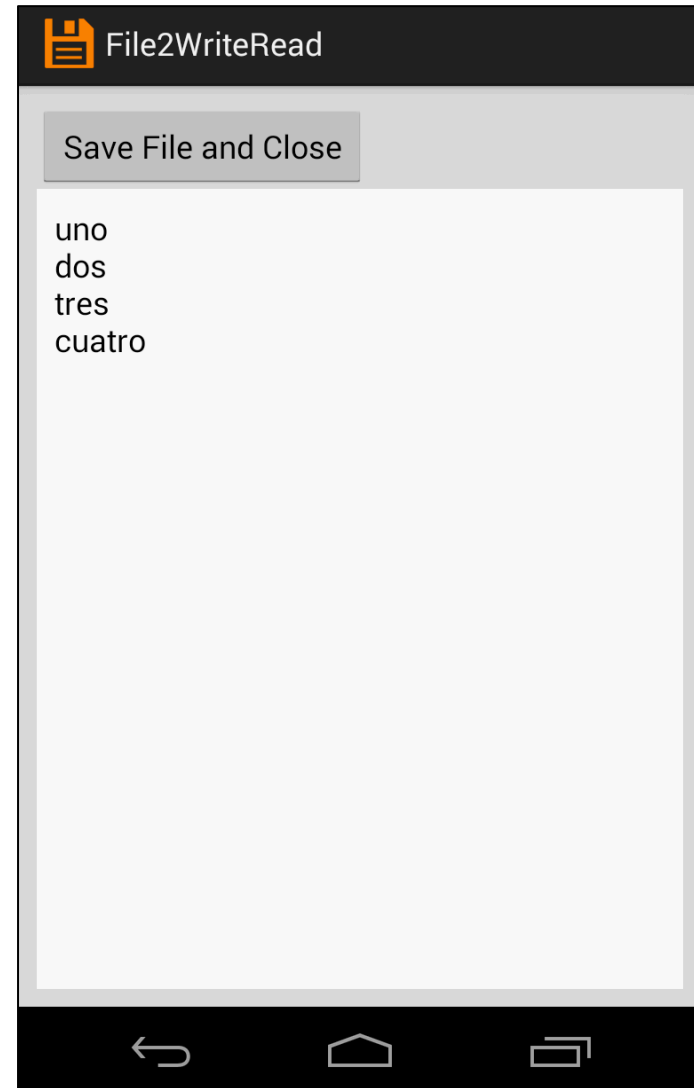 File2WriteRead
Save File and Close
uno
dos
tres
cuatro